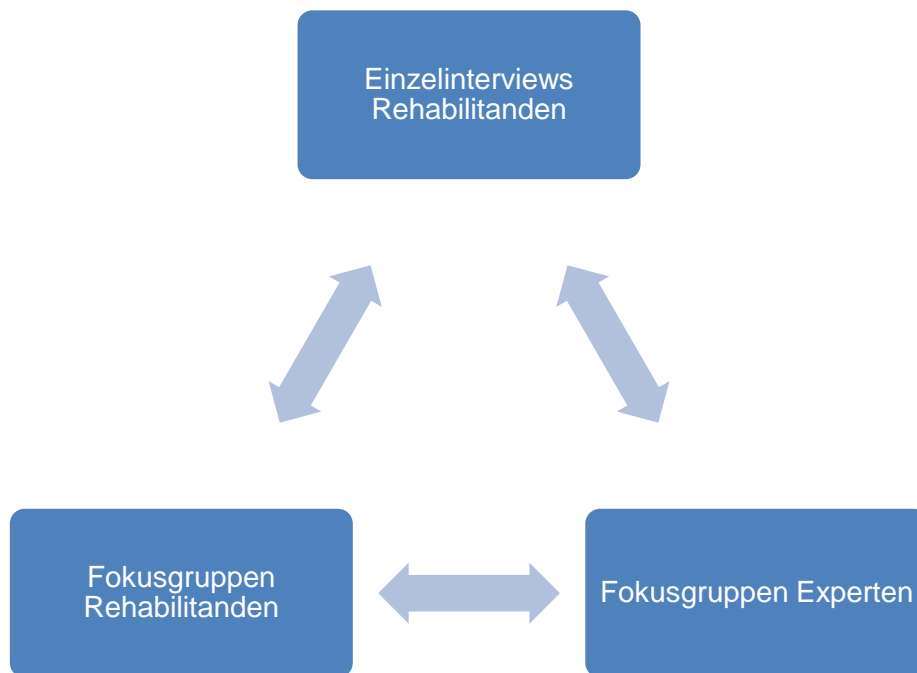 Einzelinterviews
Rehabilitanden
Fokusgruppen
Rehabilitanden
Fokusgruppen Experten